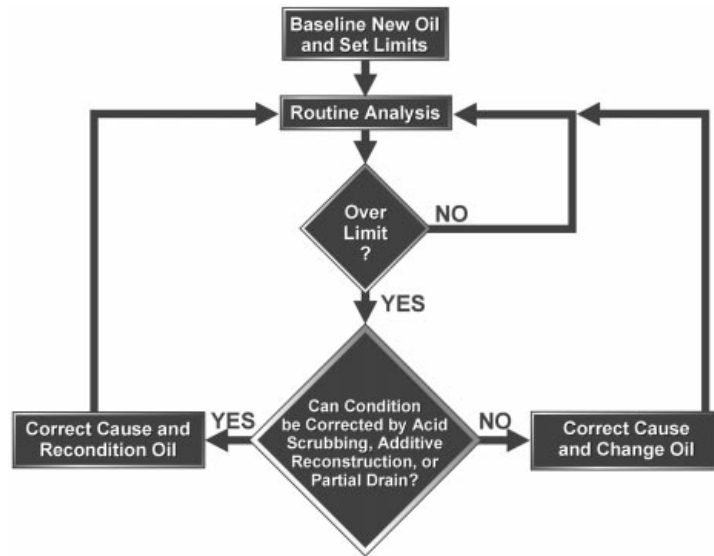 Baseline New Oil
and Set Limits
Routine Analysis
Over
Limit
?
NO
YES
Can Condition
be Corrected by Acid
Scrubbing, Additive
Reconstruction, or
Partial Drain?
YES
Correct Cause and
Recondition Oil
NO
Correct Cause
and Change Oil